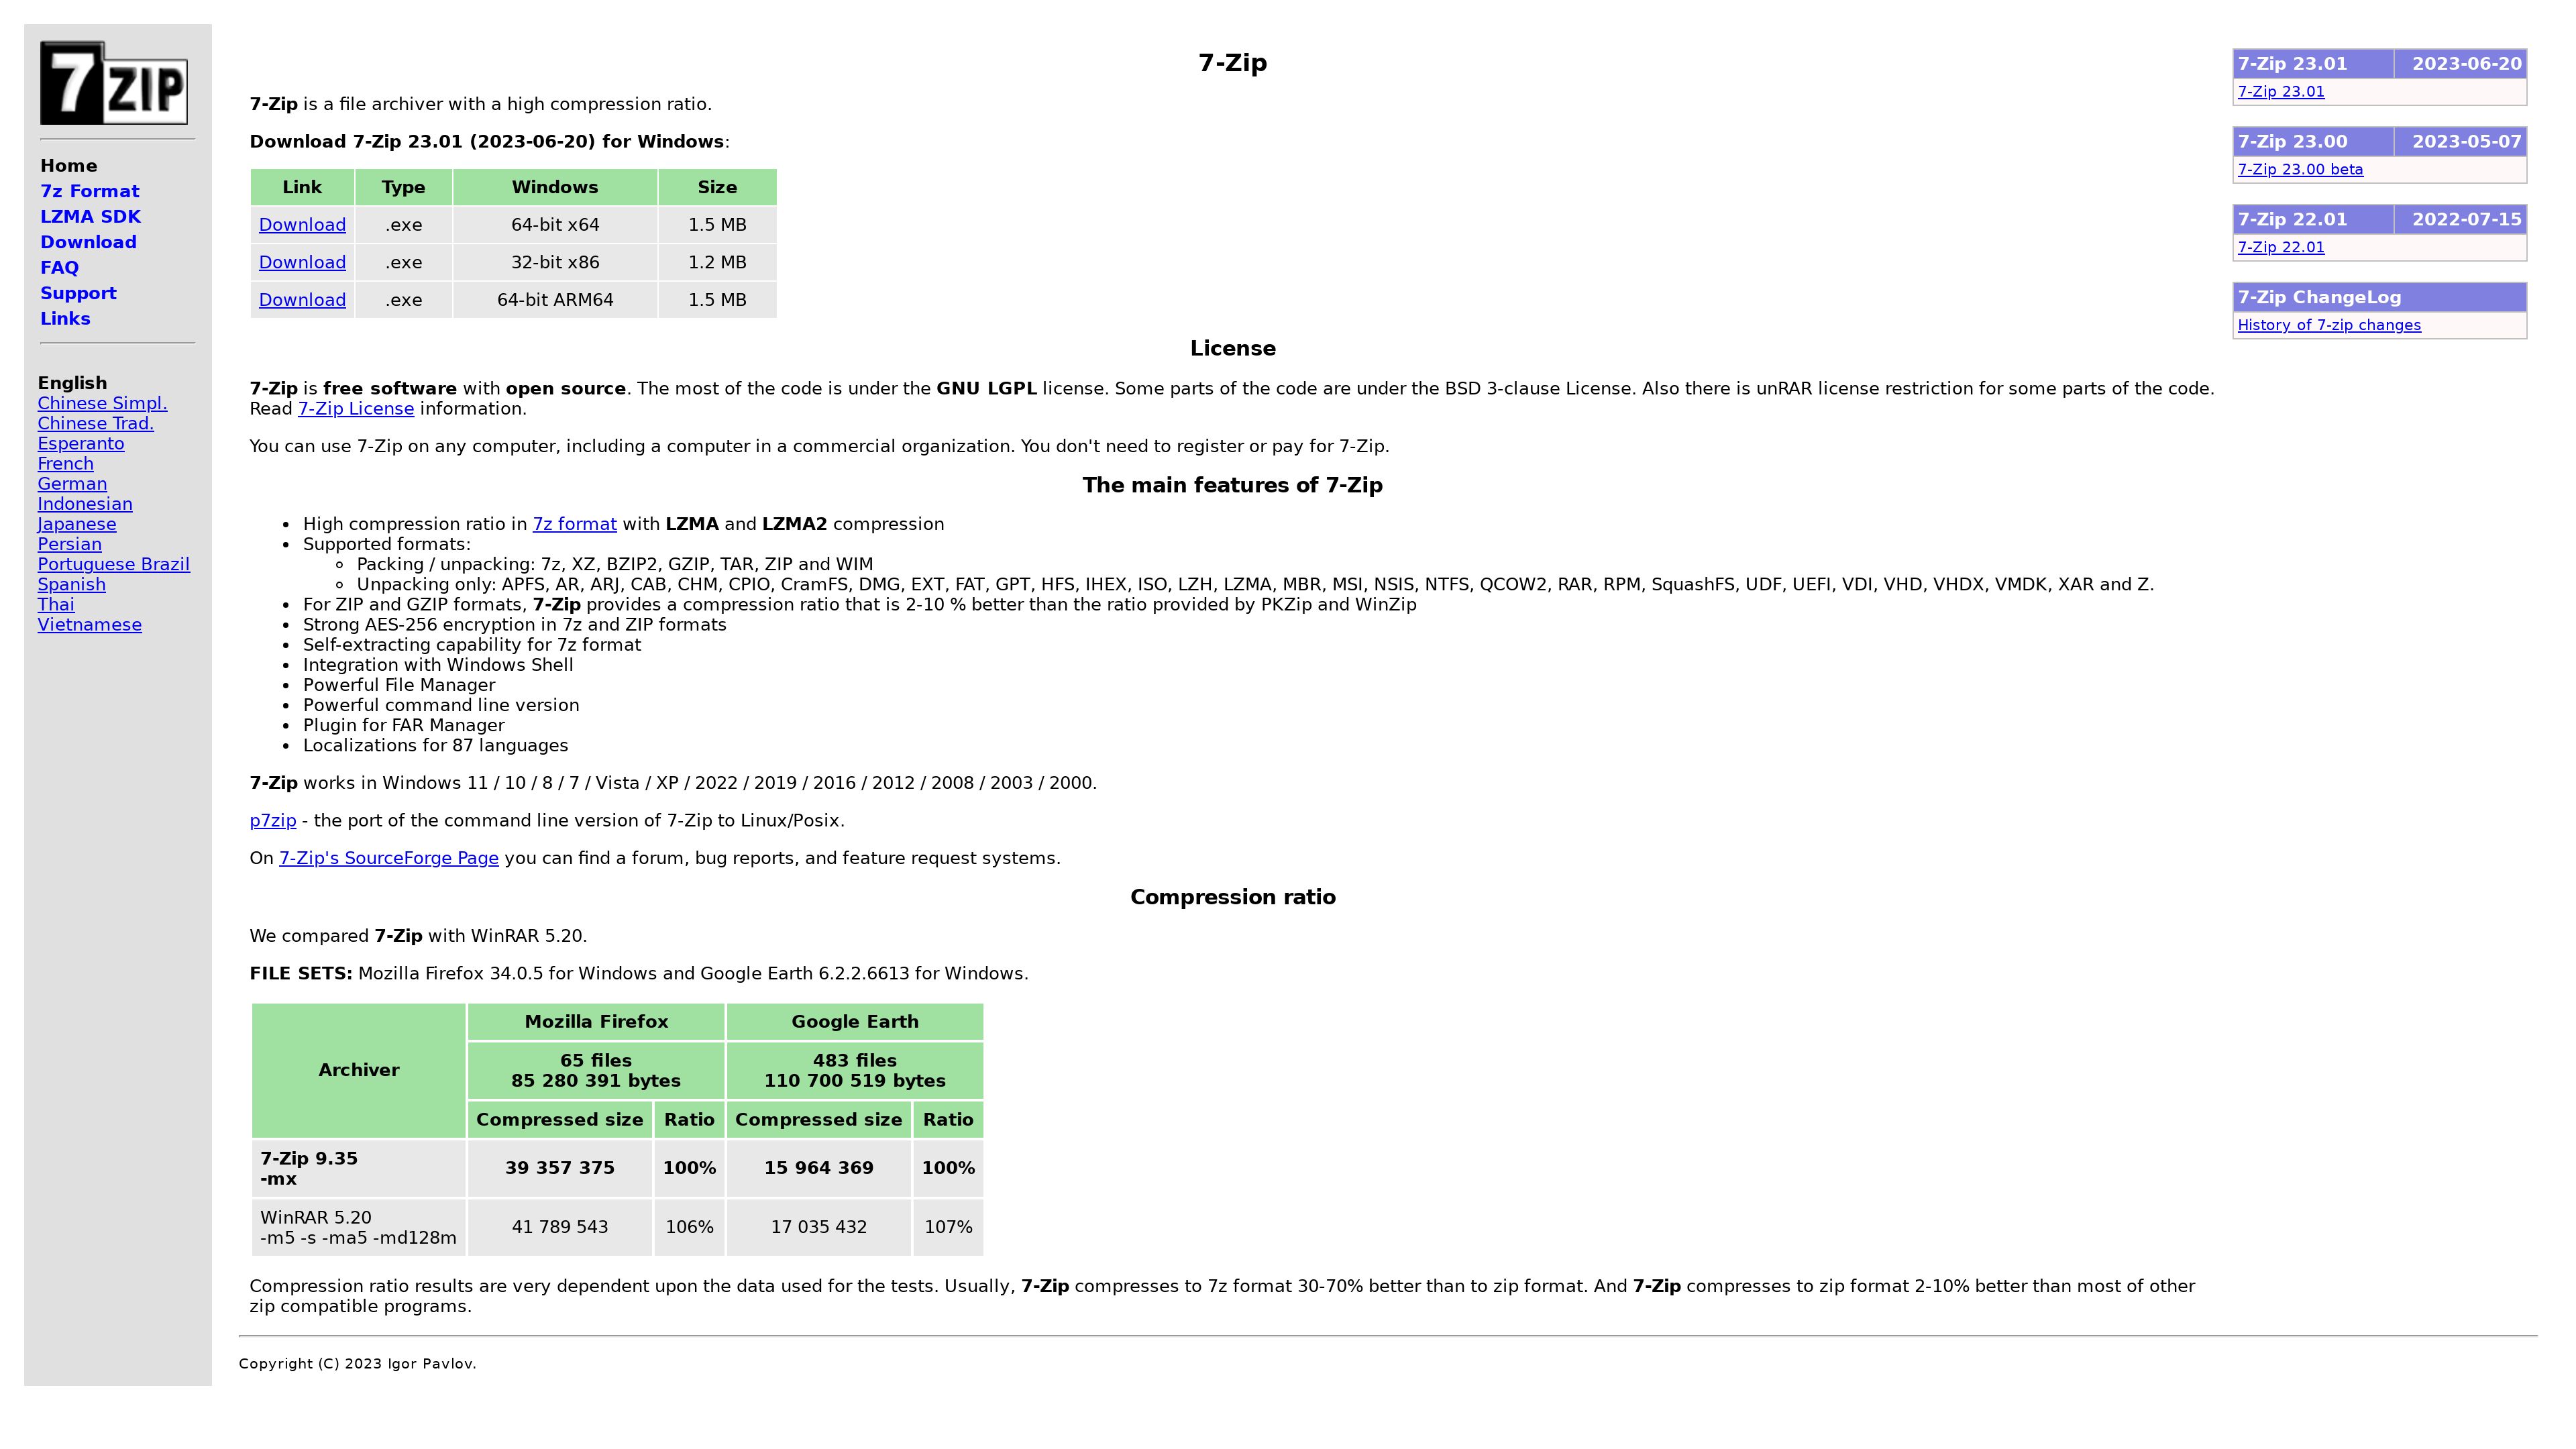 7 ZIP
Home
7z Format
LZMA SDK
Download
FAQ
Support
Links
English
Chinese Simpl.
Chinese Trad.
Esperanto
French
German
Indonesian
Japanese
Persian
Portuguese Brazil
Spanish
Thai
Vietnamese
7-Zip
7-Zip is a file archiver with a high compression ratio.
Download 7-Zip 23.01 (2023-06-20) for Windows:
Link Type Windows Size
Download .exe 64-bit x64 1.5 MB
Download .exe 32-bit x86 1.2 MB
Download .exe 64-bit ARM64 1.5 MB
License
7-Zip is free software with open source. The most of the code is under the GNU LGPL license. Some parts of the code are under the BSD 3-clause License. Also there is unRAR license restriction for some parts of the code.
Read 7-Zip License information.
You can use 7-Zip on any computer, including a computer in a commercial organization. You don't need to register or pay for 7-Zip.
The main features of 7-Zip
• High compression ratio in 7z format with LZMA and LZMA2 compression
• Supported formats:
◦ Packing / unpacking: 7z, XZ, BZIP2, GZIP, TAR, ZIP and WIM
◦ Unpacking only: APFS, AR, ARJ, CAB, CHM, CPIO, CramFS, DMG, EXT, FAT, GPT, HFS, IHEX, ISO, LZH, LZMA, MBR, MSI, NSIS, NTFS, QCOW2, RAR, RPM, SquashFS, UDF, UEFI, VDI, VHD, VHDX, VMDK, XAR and Z.
• For ZIP and GZIP formats, 7-Zip provides a compression ratio that is 2-10 % better than the ratio provided by PKZip and WinZip
• Strong AES-256 encryption in 7z and ZIP formats
• Self-extracting capability for 7z format
• Integration with Windows Shell
• Powerful File Manager
• Powerful command line version
• Plugin for FAR Manager
• Localizations for 87 languages
7-Zip works in Windows 11 / 10 / 8 / 7 / Vista / XP / 2022 / 2019 / 2016 / 2012 / 2008 / 2003 / 2000.
p7zip - the port of the command line version of 7-Zip to Linux/Posix.
On 7-Zip's SourceForge Page you can find a forum, bug reports, and feature request systems.
Compression ratio
We compared 7-Zip with WinRAR 5.20.
FILE SETS: Mozilla Firefox 34.0.5 for Windows and Google Earth 6.2.2.6613 for Windows.
Archiver
Mozilla Firefox Google Earth
65 files 483 files
85 280 391 bytes 110 700 519 bytes
Compressed size Ratio Compressed size Ratio
7-Zip 9.35
-mx
39 357 375 100% 15 964 369 100%
WinRAR 5.20
-m5 -s -ma5 -md128m
41 789 543 106% 17 035 432 107%
Compression ratio results are very dependent upon the data used for the tests. Usually, 7-Zip compresses to 7z format 30-70% better than to zip format. And 7-Zip compresses to zip format 2-10% better than most of other
zip compatible programs.
7-Zip 23.01 2023-06-20
7-Zip 23.01
7-Zip 23.00 2023-05-07
7-Zip 23.00 beta
7-Zip 22.01 2022-07-15
7-Zip 22.01
7-Zip ChangeLog
History of 7-zip changes
Copyright (C) 2023 Igor Pavlov.